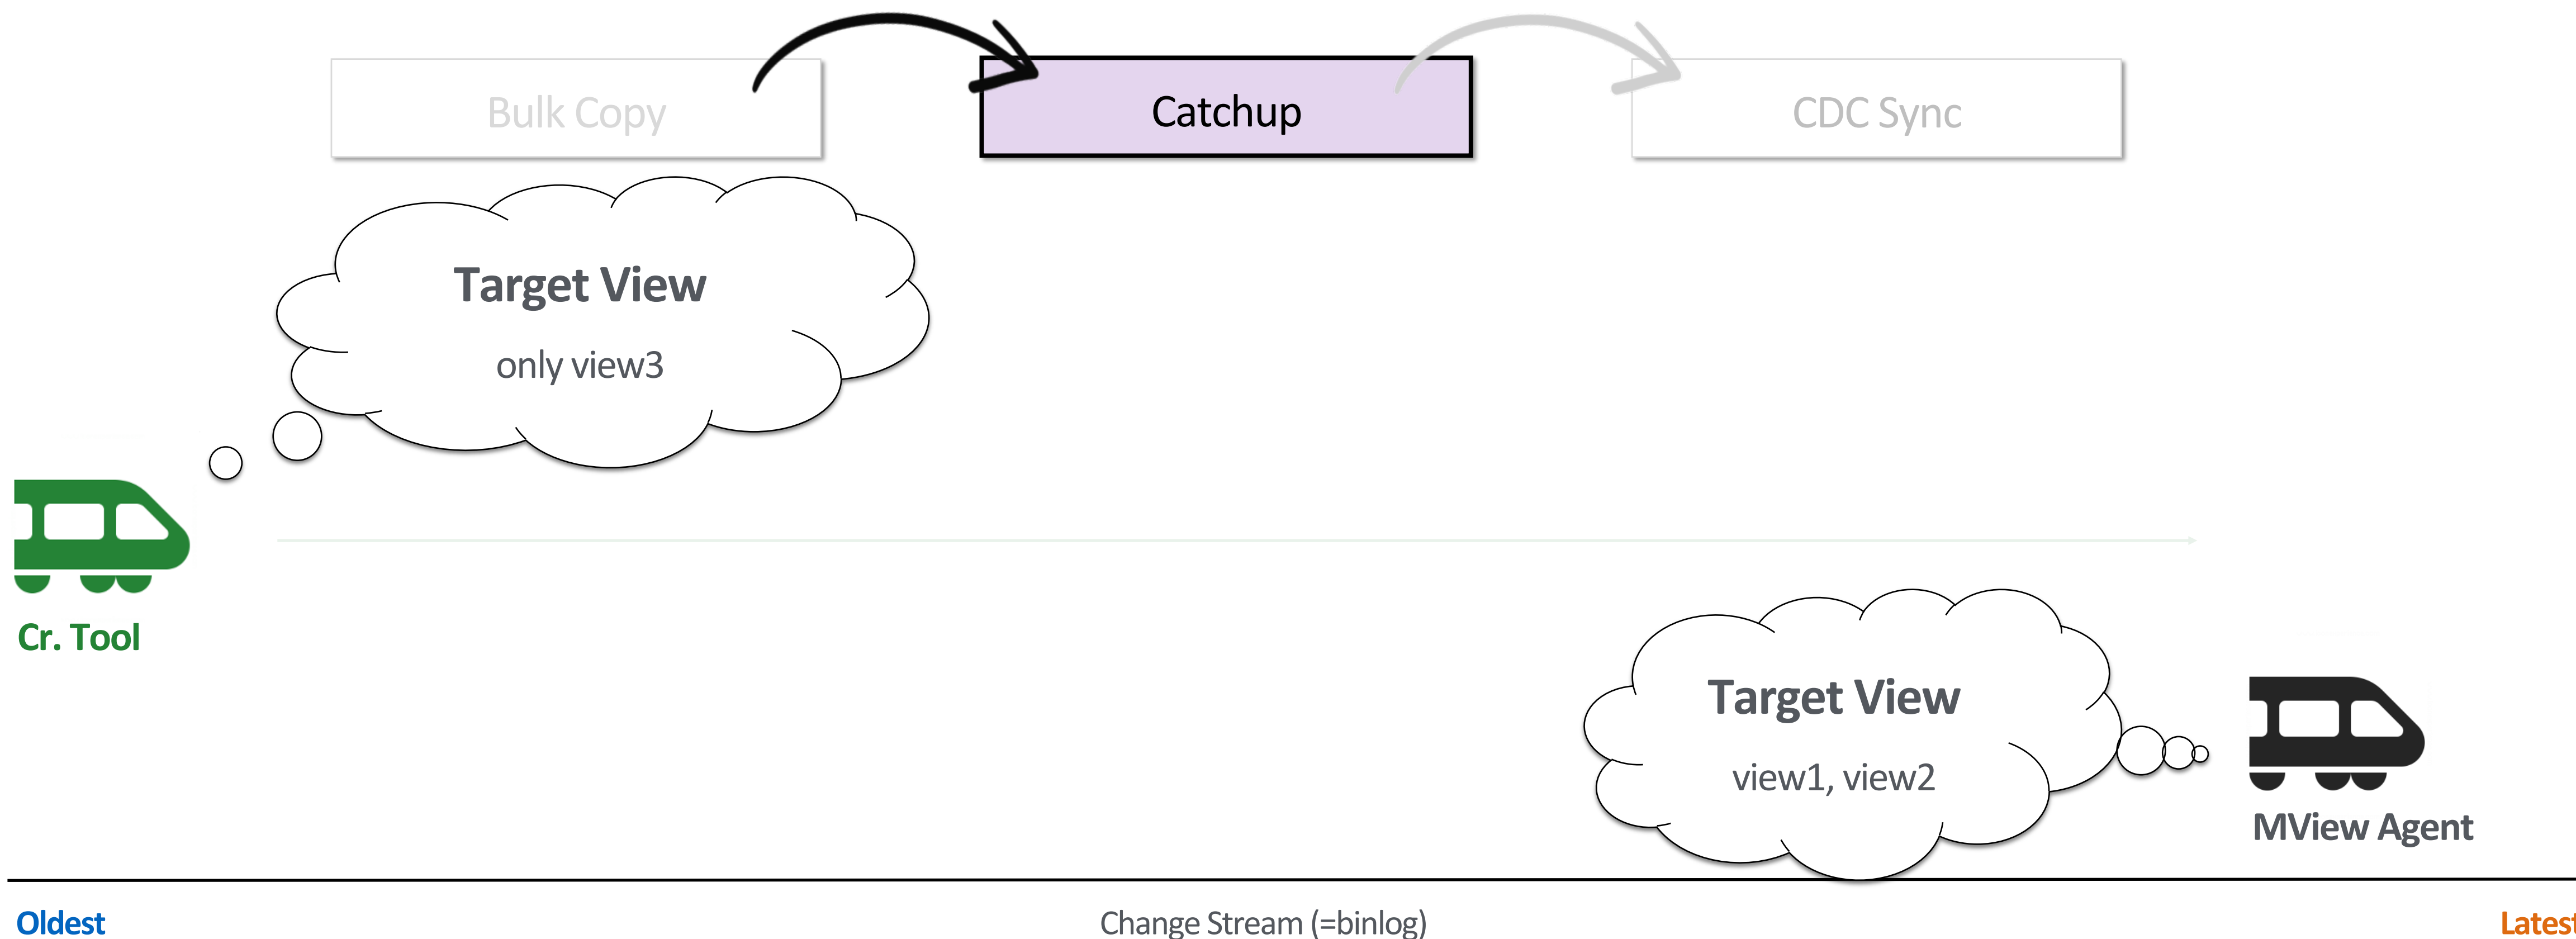 Bulk Copy
Catchup
CDC Sync
Target View
only view3
Cr. Tool
Target View
view1, view2
MView Agent
Oldest
Change Stream (=binlog)
Latest